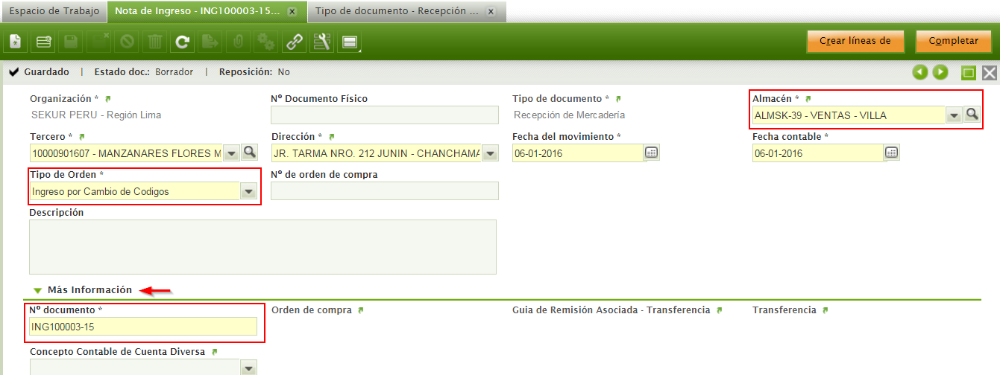 Espacio de Trabajo
Nota de Ingreso - ING100003-15...
Tipo de documento - Recepción ...
Crear líneas de
Completar
Guardado | Estado doc.: Borrador | Reposición: No
Organización * Nº Documento Físico Tipo de documento * Almacén *
SEKUR PERU - Región Lima Recepción de Mercadería ALMSK-39 - VENTAS - VILLA
Tercero * Dirección * Fecha del movimiento * Fecha contable *
10000901607 - MANZANARES FLORES M JR. TARMA NRO. 212 JUNIN - CHANCHAMA 06-01-2016 06-01-2016
Tipo de Orden * Nº de orden de compra
Ingreso por Cambio de Codigos
Descripción
Más Información
Nº documento * Orden de compra Guia de Remisión Asociada - Transferencia Transferencia
ING100003-15
Concepto Contable de Cuenta Diversa